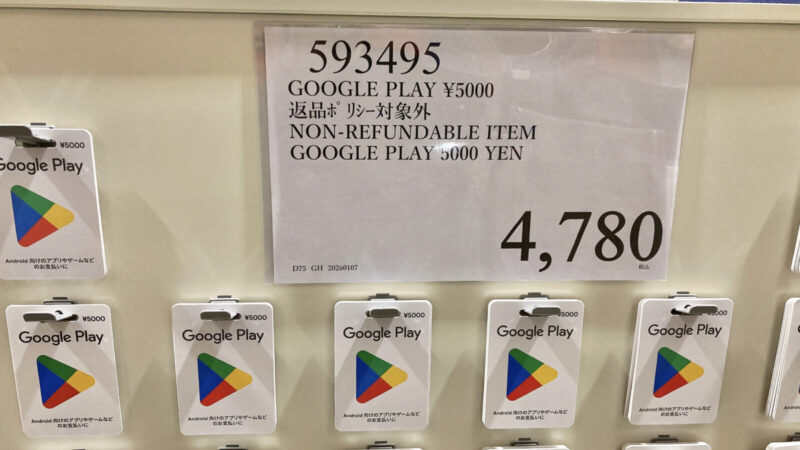 593495
GOOGLE PLAY ¥5000
返品ﾎﾟﾘｼｰ対象外
NON-REFUNDABLE ITEM
GOOGLE PLAY 5000 YEN
4,780
税込
D75 GH 20260107
¥5000
Google Play
Android 向けのアプリやゲームなど
のお支払いに
¥5000
Google Play
Android 向けのアプリやゲームなど
のお支払いに
¥5000
Google Play
Android 向けのアプリやゲームなど
のお支払いに
¥5000
Google Play
Android 向けのアプリやゲームなど
のお支払いに
¥5000
Google Play
Android 向けのアプリやゲームなど
のお支払いに
¥5000
Google Play
Android 向けのアプリやゲームなど
のお支払いに